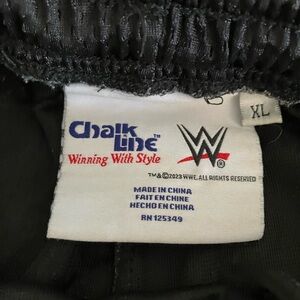 Chalk
Line™
Winning With Style
W
XL
™&©2023 WWE. ALL RIGHTS RESERVED
MADE IN CHINA
FAIT EN CHINE
HECHO EN CHINA
RN 125349